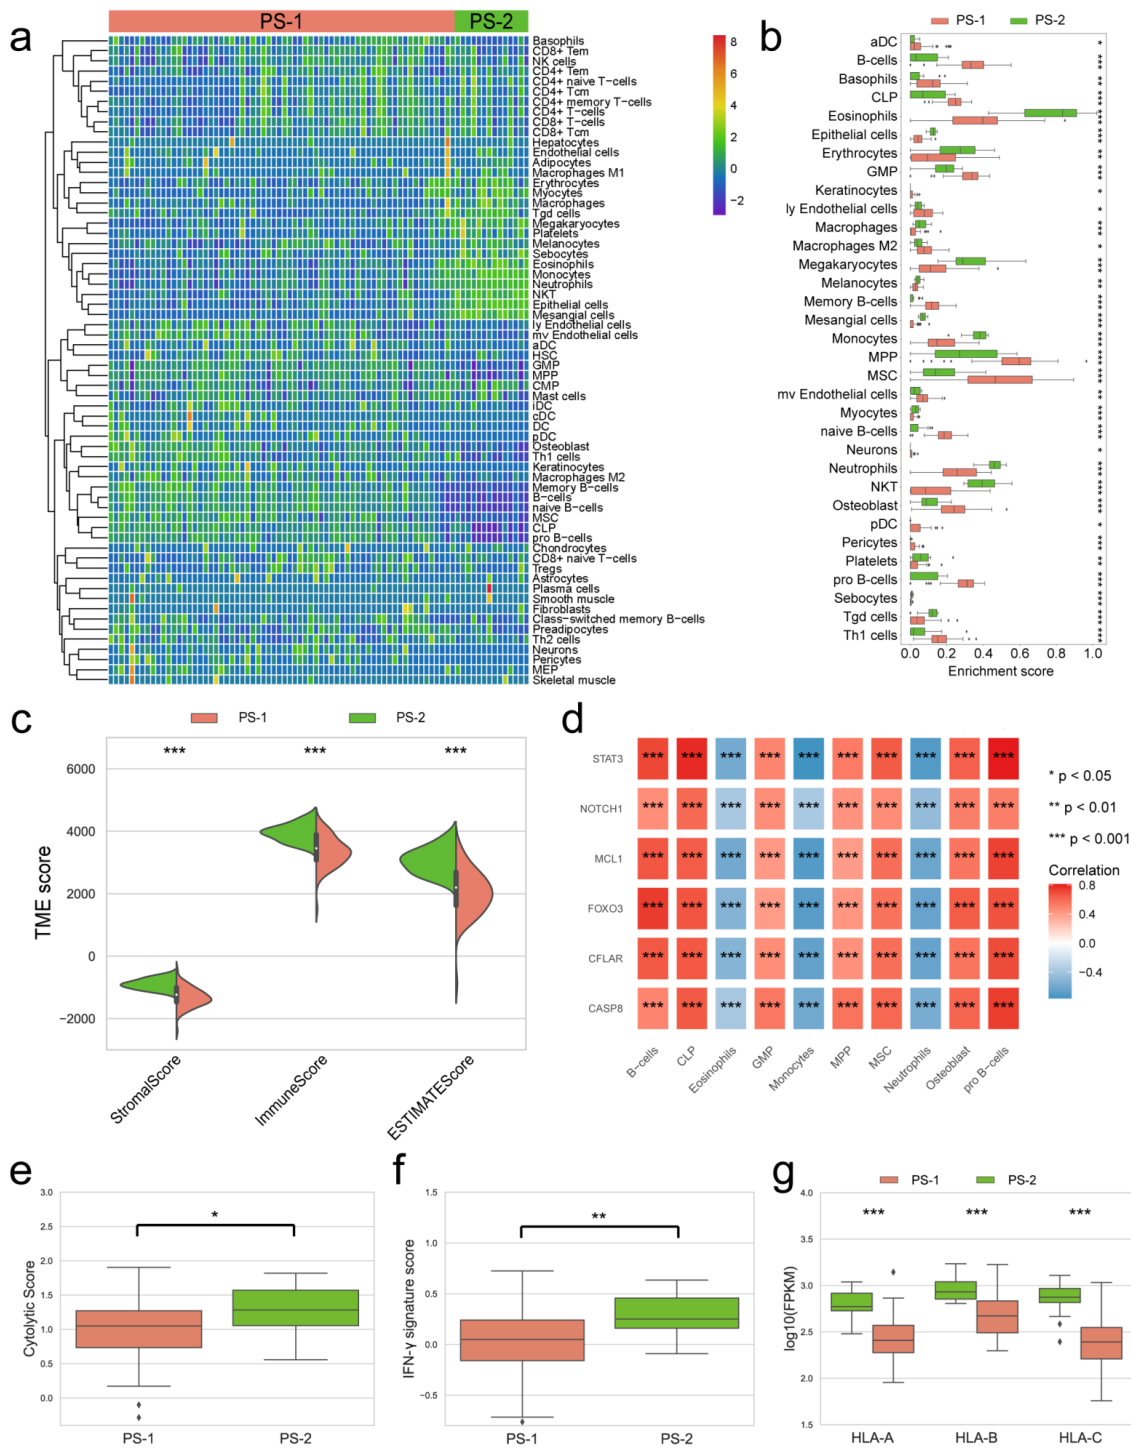 a
PS-1
PS-2
Basophils
CD8+ Tem
NK cells
CD4+ Tem
CD4+ naive T-cells
CD4+ Tcm
CD4+ memory T-cells
CD4+ T-cells
CD8+ T-cells
CD8+ Tcm
Hepatocytes
Endothelial cells
Adipocytes
Macrophages M1
Erythrocytes
Myocytes
Macrophages
Tgd cells
Megakaryocytes
Platelets
Melanocytes
Sebocytes
Eosinophils
Monocytes
Neutrophils
NKT
Epithelial cells
Mesangial cells
ly Endothelial cells
mv Endothelial cells
aDC
HSC
GMP
MPP
CMP
Mast cells
iDC
cDC
DC
pDC
Osteoblast
Th1 cells
Keratinocytes
Macrophages M2
Memory B-cells
B-cells
naive B-cells
MSC
CLP
pro B-cells
Chondrocytes
CD8+ naive T-cells
Tregs
Astrocytes
Plasma cells
Smooth muscle
Fibroblasts
Class-switched memory B-cells
Preadipocytes
Th2 cells
Neurons
Pericytes
MEP
Skeletal muscle
8
6
4
2
0
−2
b
PS-1
PS-2
aDC
B-cells
Basophils
CLP
Eosinophils
Epithelial cells
Erythrocytes
GMP
Keratinocytes
ly Endothelial cells
Macrophages
Macrophages M2
Megakaryocytes
Melanocytes
Memory B-cells
Mesangial cells
Monocytes
MPP
MSC
mv Endothelial cells
Myocytes
naive B-cells
Neurons
Neutrophils
NKT
Osteoblast
pDC
Pericytes
Platelets
pro B-cells
Sebocytes
Tgd cells
Th1 cells
0.0 0.2 0.4 0.6 0.8 1.0
Enrichment score
c
PS-1
PS-2
*** *** ***
6000
4000
2000
0
−2000
TME score
StromalScore
ImmuneScore
ESTIMATEScore
d
STAT3 *** *** *** *** *** *** *** *** *** ***
NOTCH1 *** *** *** *** *** *** *** *** *** ***
MCL1 *** *** *** *** *** *** *** *** *** ***
FOXO3 *** *** *** *** *** *** *** *** *** ***
CFLAR *** *** *** *** *** *** *** *** *** ***
CASP8 *** *** *** *** *** *** *** *** *** ***
B−cells
CLP
Eosinophils
GMP
Monocytes
MPP
MSC
Neutrophils
Osteoblast
pro B−cells
* p < 0.05
** p < 0.01
*** p < 0.001
Correlation
0.8
0.4
0.0
−0.4
e
3.0
2.5
2.0
1.5
1.0
0.5
0.0
Cytolytic Score
*
PS-1
PS-2
f
1.5
1.0
0.5
0.0
−0.5
IFN-γ signature score
**
PS-1
PS-2
g
PS-1
PS-2
*** *** ***
4.0
3.5
3.0
2.5
2.0
1.5
log10(FPKM)
HLA-A
HLA-B
HLA-C